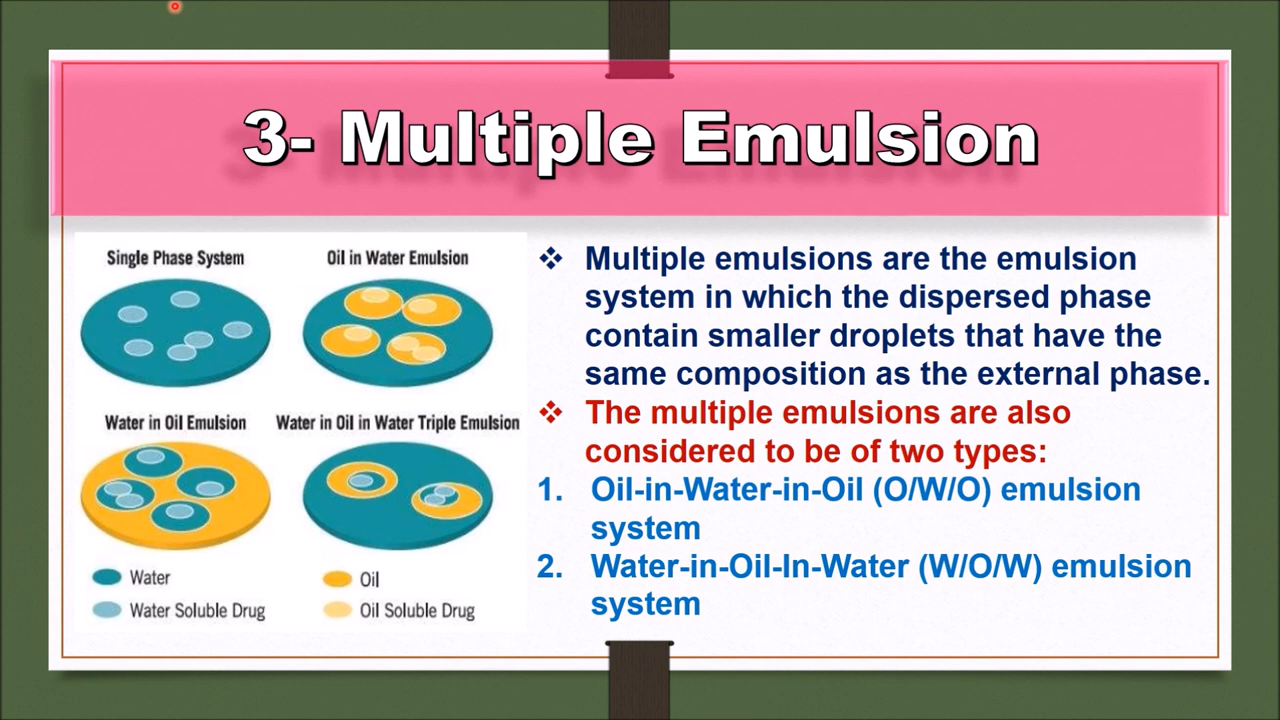 3- Multiple Emulsion
Single Phase System
Oil in Water Emulsion
Water in Oil Emulsion
Water in Oil in Water Triple Emulsion
Water
Oil
Water Soluble Drug
Oil Soluble Drug
❖ Multiple emulsions are the emulsion
system in which the dispersed phase
contain smaller droplets that have the
same composition as the external phase.
❖ The multiple emulsions are also
considered to be of two types:
1. Oil-in-Water-in-Oil (O/W/O) emulsion
system
2. Water-in-Oil-In-Water (W/O/W) emulsion
system